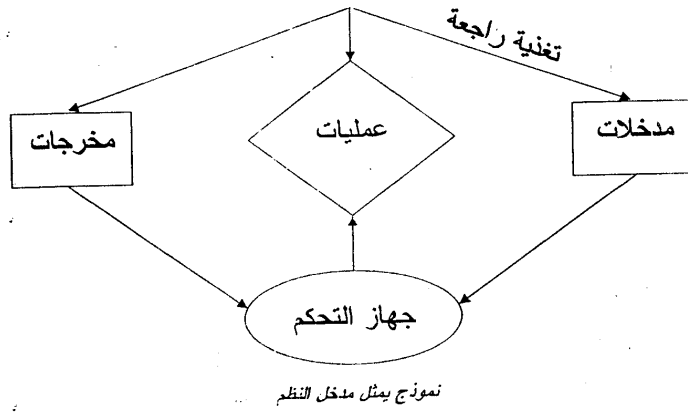 تغذية راجعة
مدخلات
عمليات
مخرجات
جهاز التحكم
نموذج يمثل مدخل النظم